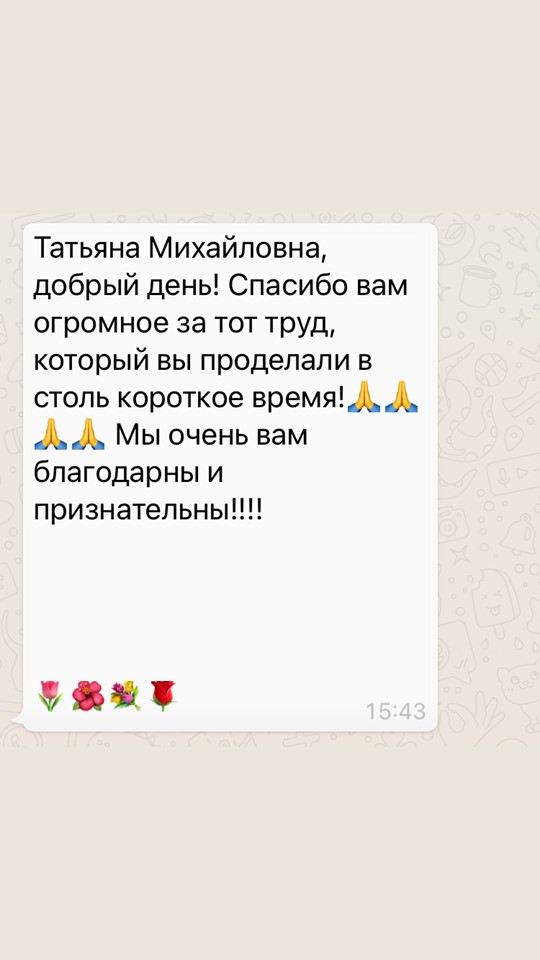 Татьяна Михайловна,
добрый день! Спасибо вам
огромное за тот труд,
который вы проделали в
столь короткое время!🙏🙏
🙏🙏 Мы очень вам
благодарны и
признательны!!!!
🌷🌺💐🌹
15:43